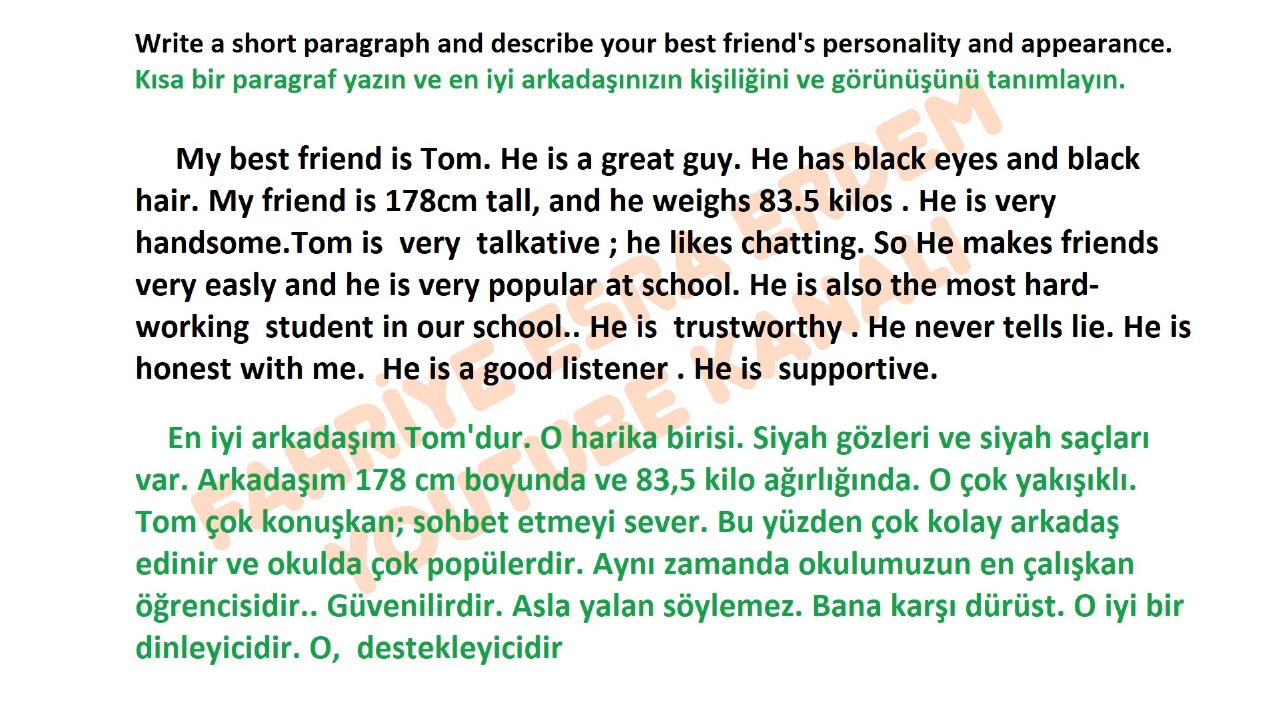 Write a short paragraph and describe your best friend's personality and appearance.
Kısa bir paragraf yazın ve en iyi arkadaşınızın kişiliğini ve görünüşünü tanımlayın.
My best friend is Tom. He is a great guy. He has black eyes and black
hair. My friend is 178cm tall, and he weighs 83.5 kilos . He is very
handsome.Tom is  very  talkative ; he likes chatting. So He makes friends
very easly and he is very popular at school. He is also the most hard-
working  student in our school.. He is  trustworthy . He never tells lie. He is
honest with me.  He is a good listener . He is  supportive.
En iyi arkadaşım Tom'dur. O harika birisi. Siyah gözleri ve siyah saçları
var. Arkadaşım 178 cm boyunda ve 83,5 kilo ağırlığında. O çok yakışıklı.
Tom çok konuşkan; sohbet etmeyi sever. Bu yüzden çok kolay arkadaş
edinir ve okulda çok popülerdir. Aynı zamanda okulumuzun en çalışkan
öğrencisidir.. Güvenilirdir. Asla yalan söylemez. Bana karşı dürüst. O iyi bir
dinleyicidir. O,  destekleyicidir
FAHRİYE ESRA ERDEM
YOUTUBE KANALI